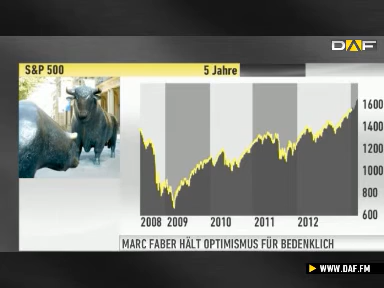 DAF
S&P 500 5 Jahre
1600
1400
1200
1000
800
600
2008 2009 2010 2011 2012
MARC FABER HÄLT OPTIMISMUS FÜR BEDENKLICH
WWW.DAF.FM